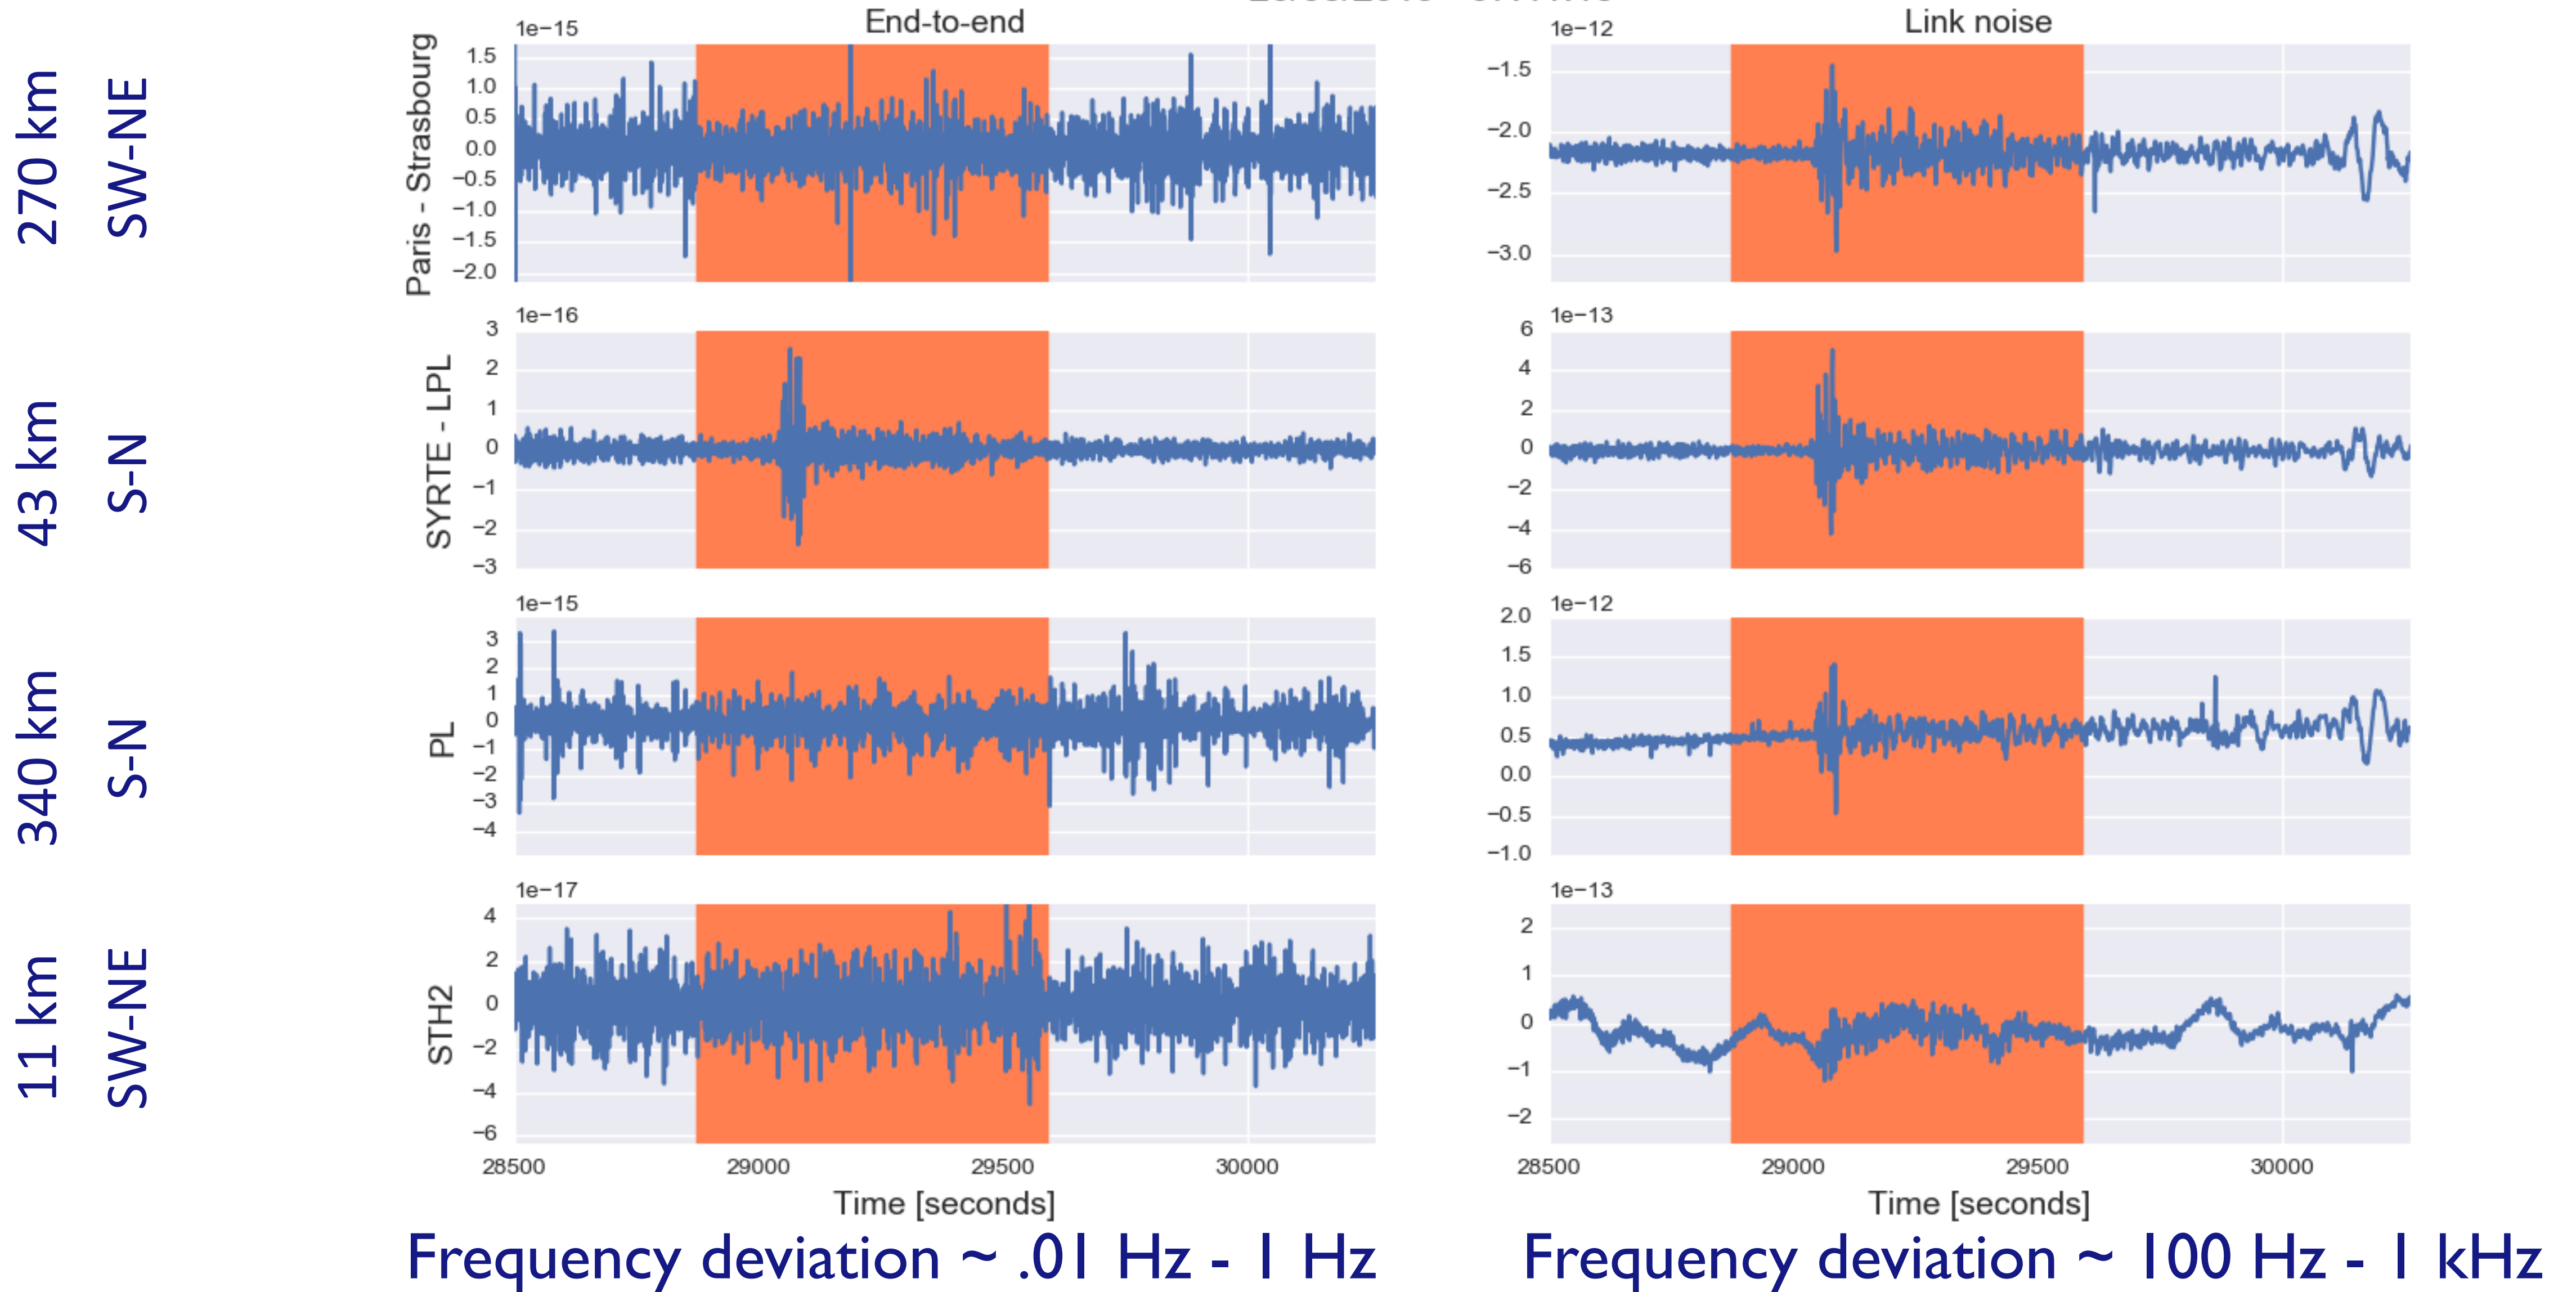 270 km
SW-NE
43 km
S-N
340 km
S-N
11 km
SW-NE
End-to-end
1e−15
Paris - Strasbourg
1.5
1.0
0.5
0.0
−0.5
−1.0
−1.5
−2.0
1e−16
SYRTE - LPL
3
2
1
0
−1
−2
−3
1e−15
PL
3
2
1
0
−1
−2
−3
−4
1e−17
STH2
4
2
0
−2
−4
−6
28500 29000 29500 30000
Time [seconds]
Frequency deviation ~ .01 Hz - 1 Hz
Link noise
1e−12
−1.5
−2.0
−2.5
−3.0
1e−13
6
4
2
0
−2
−4
−6
1e−12
2.0
1.5
1.0
0.5
0.0
−0.5
−1.0
1e−13
2
1
0
−1
−2
28500 29000 29500 30000
Time [seconds]
Frequency deviation ~ 100 Hz - 1 kHz